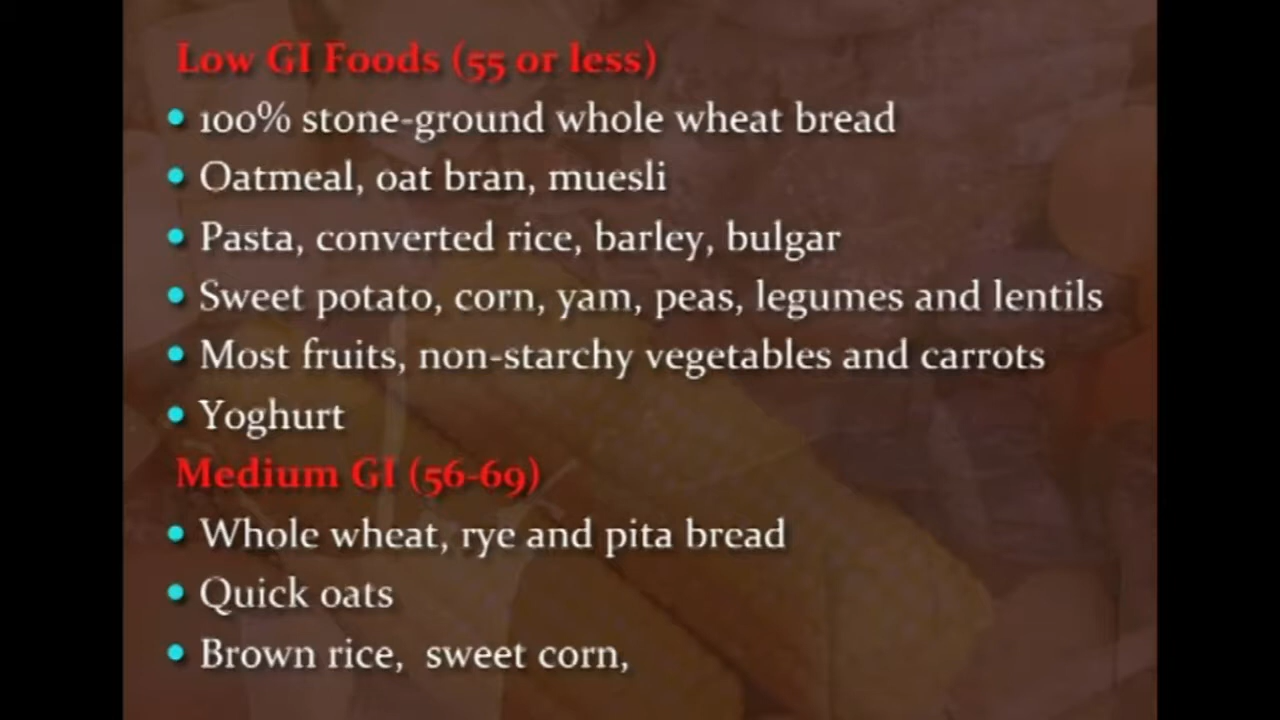 Low GI Foods (55 or less)
• 100% stone-ground whole wheat bread
• Oatmeal, oat bran, muesli
• Pasta, converted rice, barley, bulgar
• Sweet potato, corn, yam, peas, legumes and lentils
• Most fruits, non-starchy vegetables and carrots
• Yoghurt
Medium GI (56-69)
• Whole wheat, rye and pita bread
• Quick oats
• Brown rice, sweet corn,